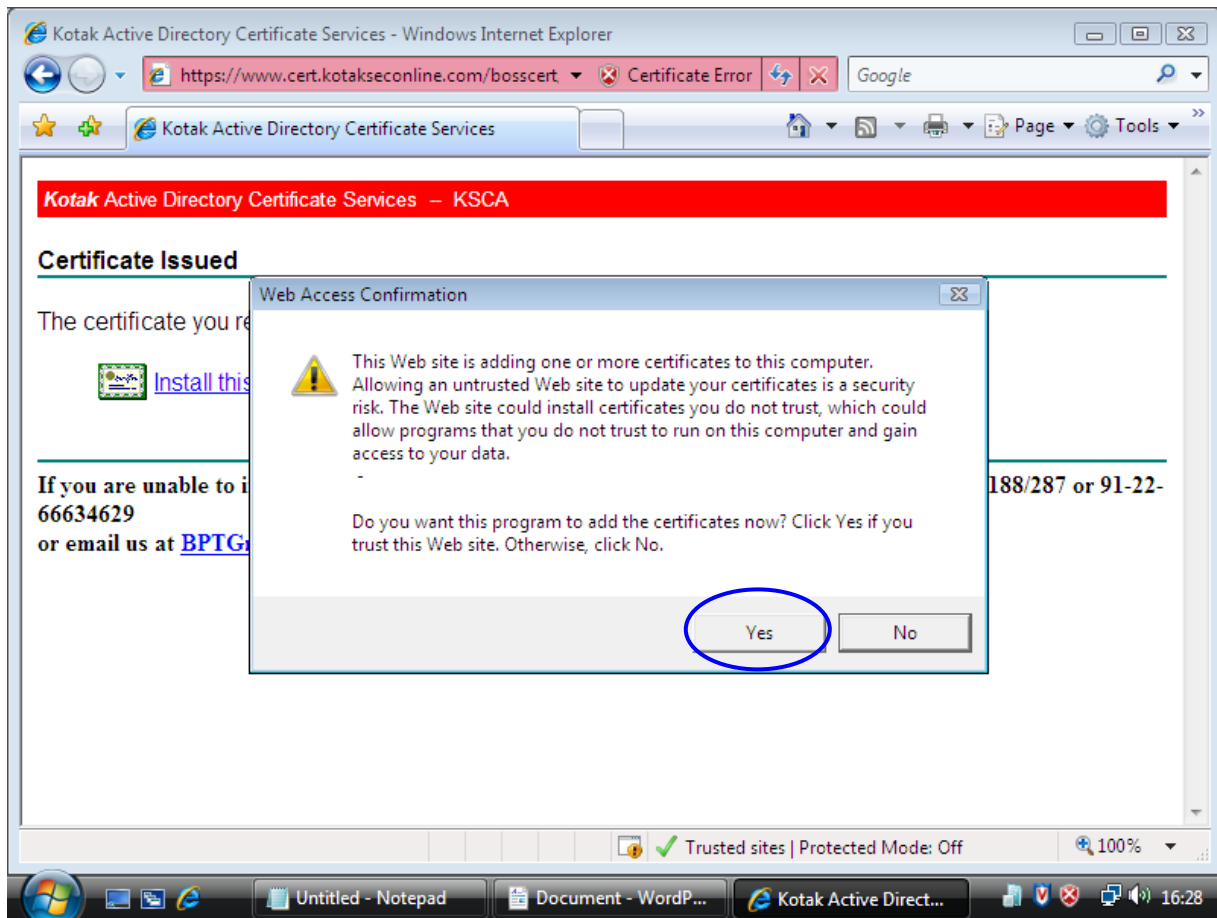 Kotak Active Directory Certificate Services - Windows Internet Explorer
https://www.cert.kotakseconline.com/bosscert Certificate Error Google
Kotak Active Directory Certificate Services Page Tools
Kotak Active Directory Certificate Services -- KSCA
Certificate Issued
The certificate you re
Install this
Web Access Confirmation
This Web site is adding one or more certificates to this computer.
Allowing an untrusted Web site to update your certificates is a security
risk. The Web site could install certificates you do not trust, which could
allow programs that you do not trust to run on this computer and gain
access to your data.
-
Do you want this program to add the certificates now? Click Yes if you
trust this Web site. Otherwise, click No.
Yes No
If you are unable to i 188/287 or 91-22-
66634629
or email us at BPTG
Trusted sites | Protected Mode: Off 100%
Untitled - Notepad Document - WordP... Kotak Active Direct... 16:28